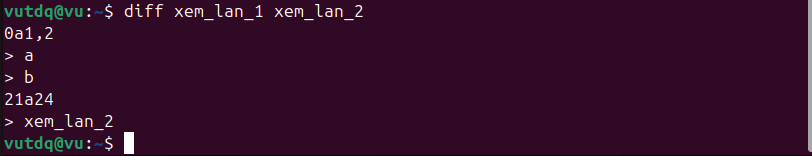 vutdq@vu:~$ diff xem_lan_1 xem_lan_2
0a1,2
> a
> b
21a24
> xem_lan_2
vutdq@vu:~$